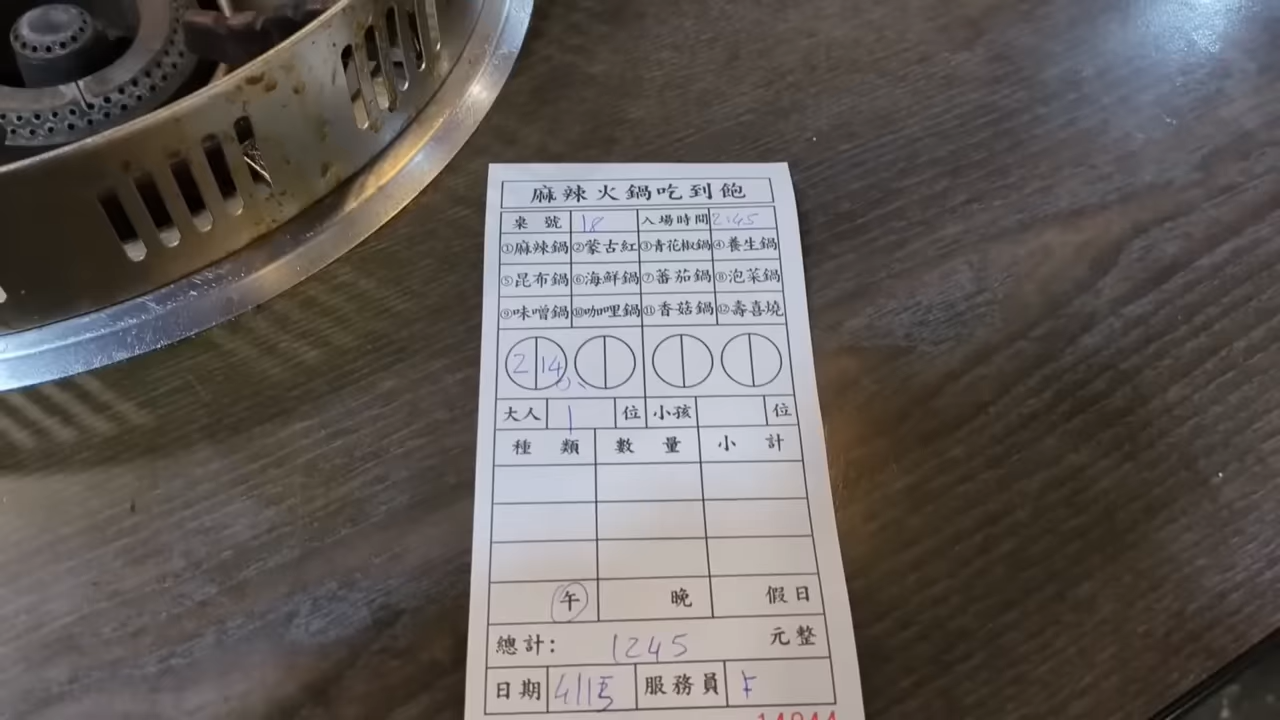 麻辣火鍋吃到飽
桌號 18 入場時間 2:45
①麻辣鍋 ②蒙古紅 ③青花椒鍋 ④養生鍋
⑤昆布鍋 ⑥海鮮鍋 ⑦蕃茄鍋 ⑧泡菜鍋
⑨味噌鍋 ⑩咖哩鍋 ⑪香菇鍋 ⑫壽喜燒
2 14
大人 1 位 小孩 位
種類 數量 小計
午 晚 假日
總計: 1245 元整
日期 服務員